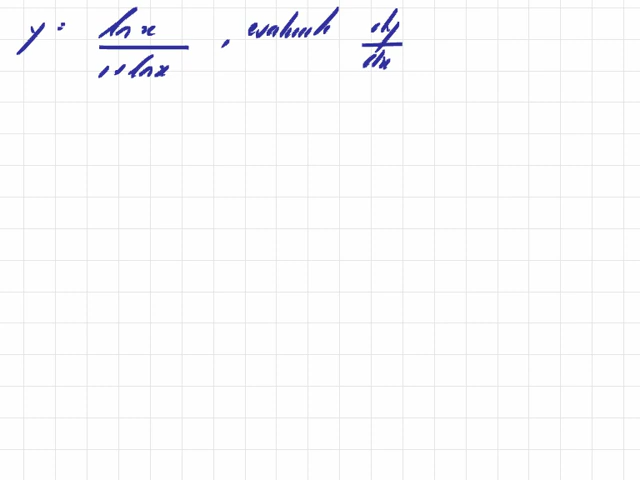 y = ln x / 1 + ln x , evaluate dy/dx